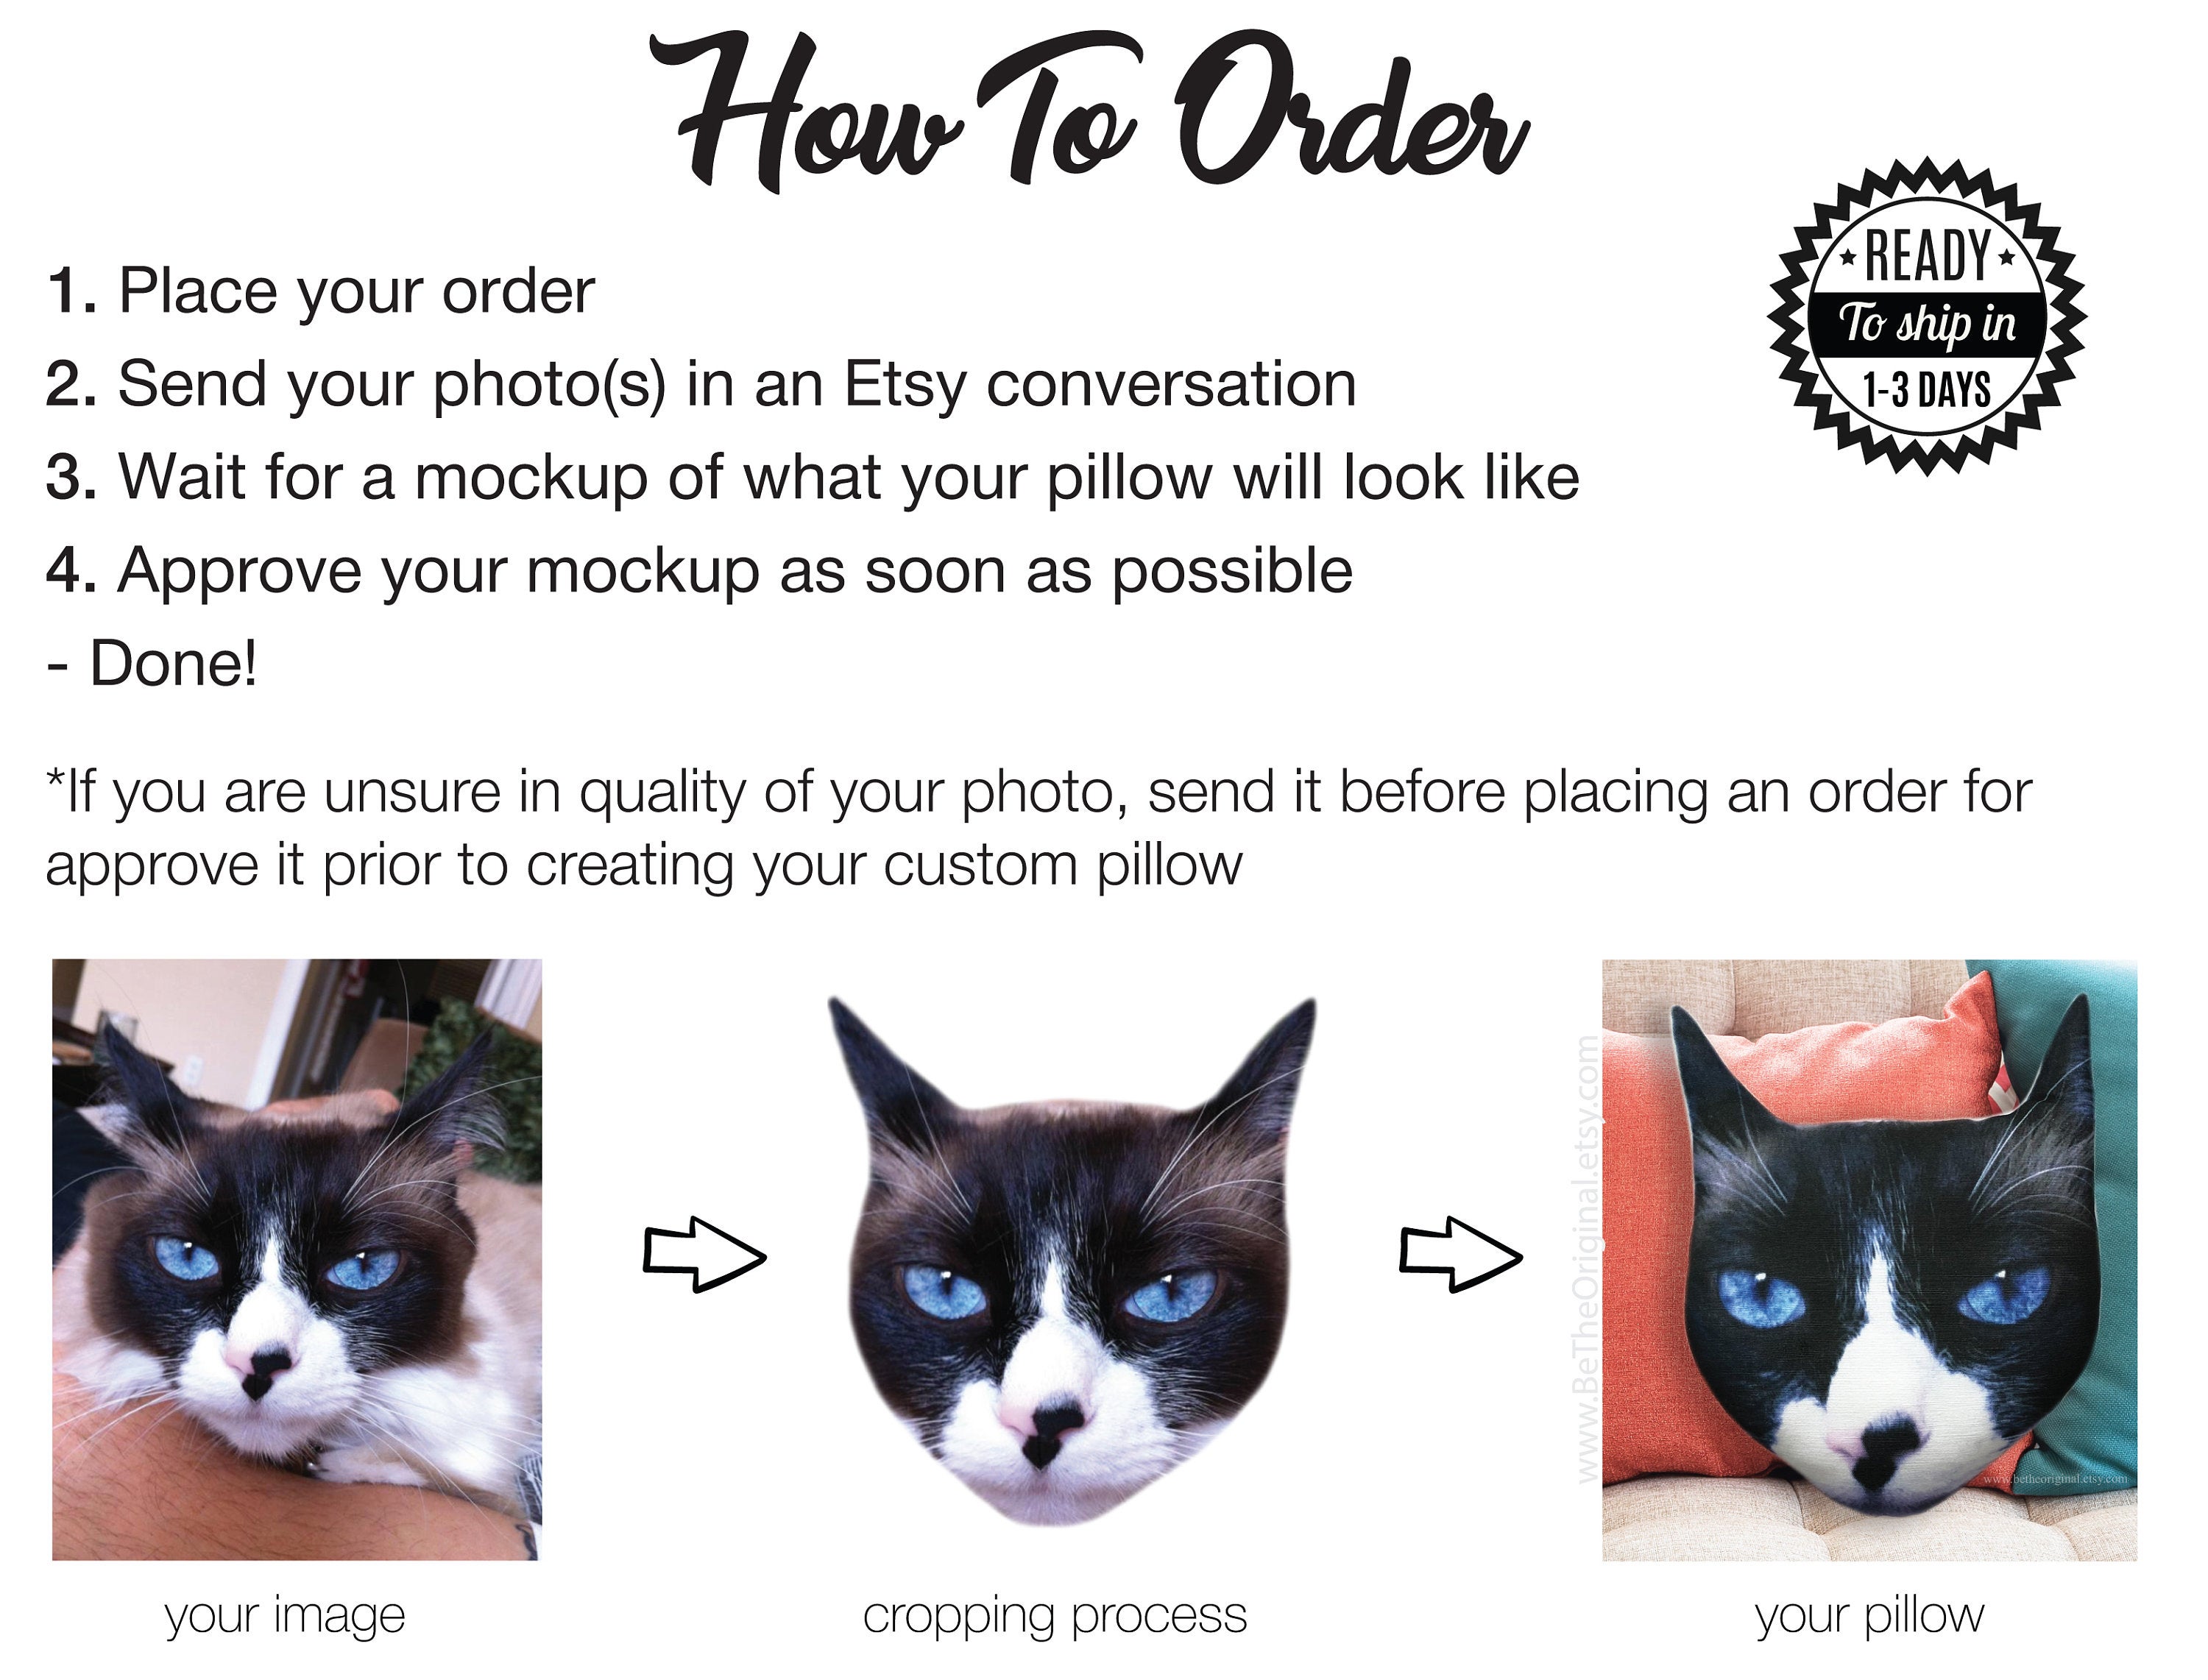 How To Order
READY
To ship in
1-3 DAYS
1. Place your order
2. Send your photo(s) in an Etsy conversation
3. Wait for a mockup of what your pillow will look like
4. Approve your mockup as soon as possible
- Done!
*If you are unsure in quality of your photo, send it before placing an order for
approve it prior to creating your custom pillow
www.BeTheOriginal.etsy.com
www.betheoriginal.etsy.com
your image
cropping process
your pillow